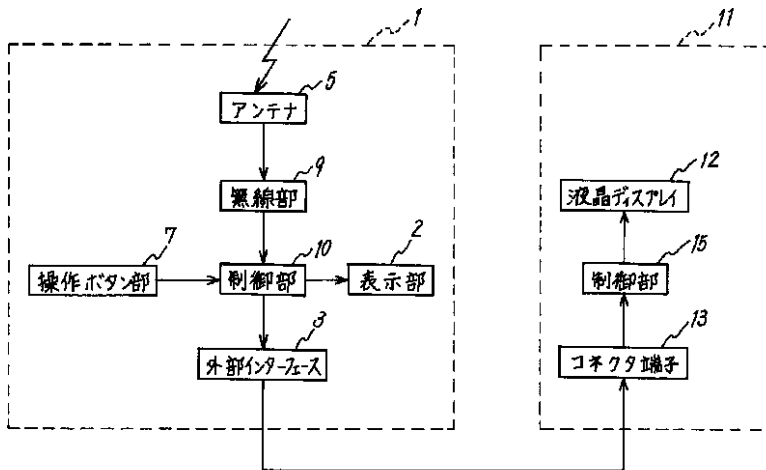 1
11
5
アンテナ
9
無線部
12
液晶ディスプレイ
7
操作ボタン部
10
制御部
2
表示部
15
制御部
3
外部インターフェース
13
コネクタ端子